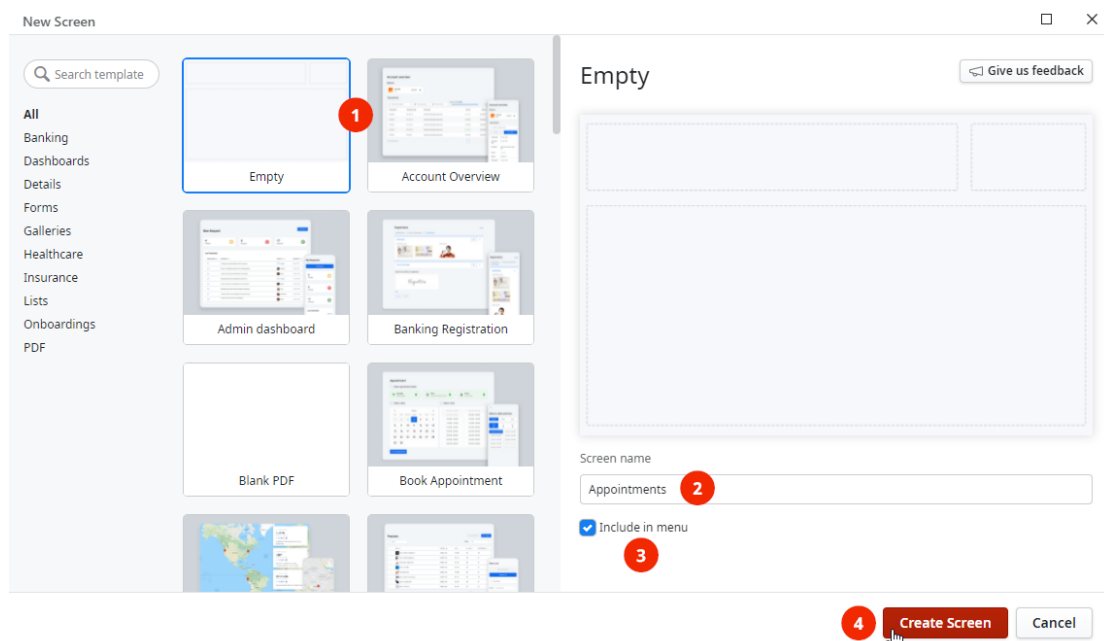 New Screen
Search template
All
Banking
Dashboards
Details
Forms
Galleries
Healthcare
Insurance
Lists
Onboardings
PDF
1
Empty
Account Overview
Admin dashboard
Banking Registration
Blank PDF
Book Appointment
Empty
Give us feedback
Screen name
Appointments
2
Include in menu
3
4
Create Screen
Cancel